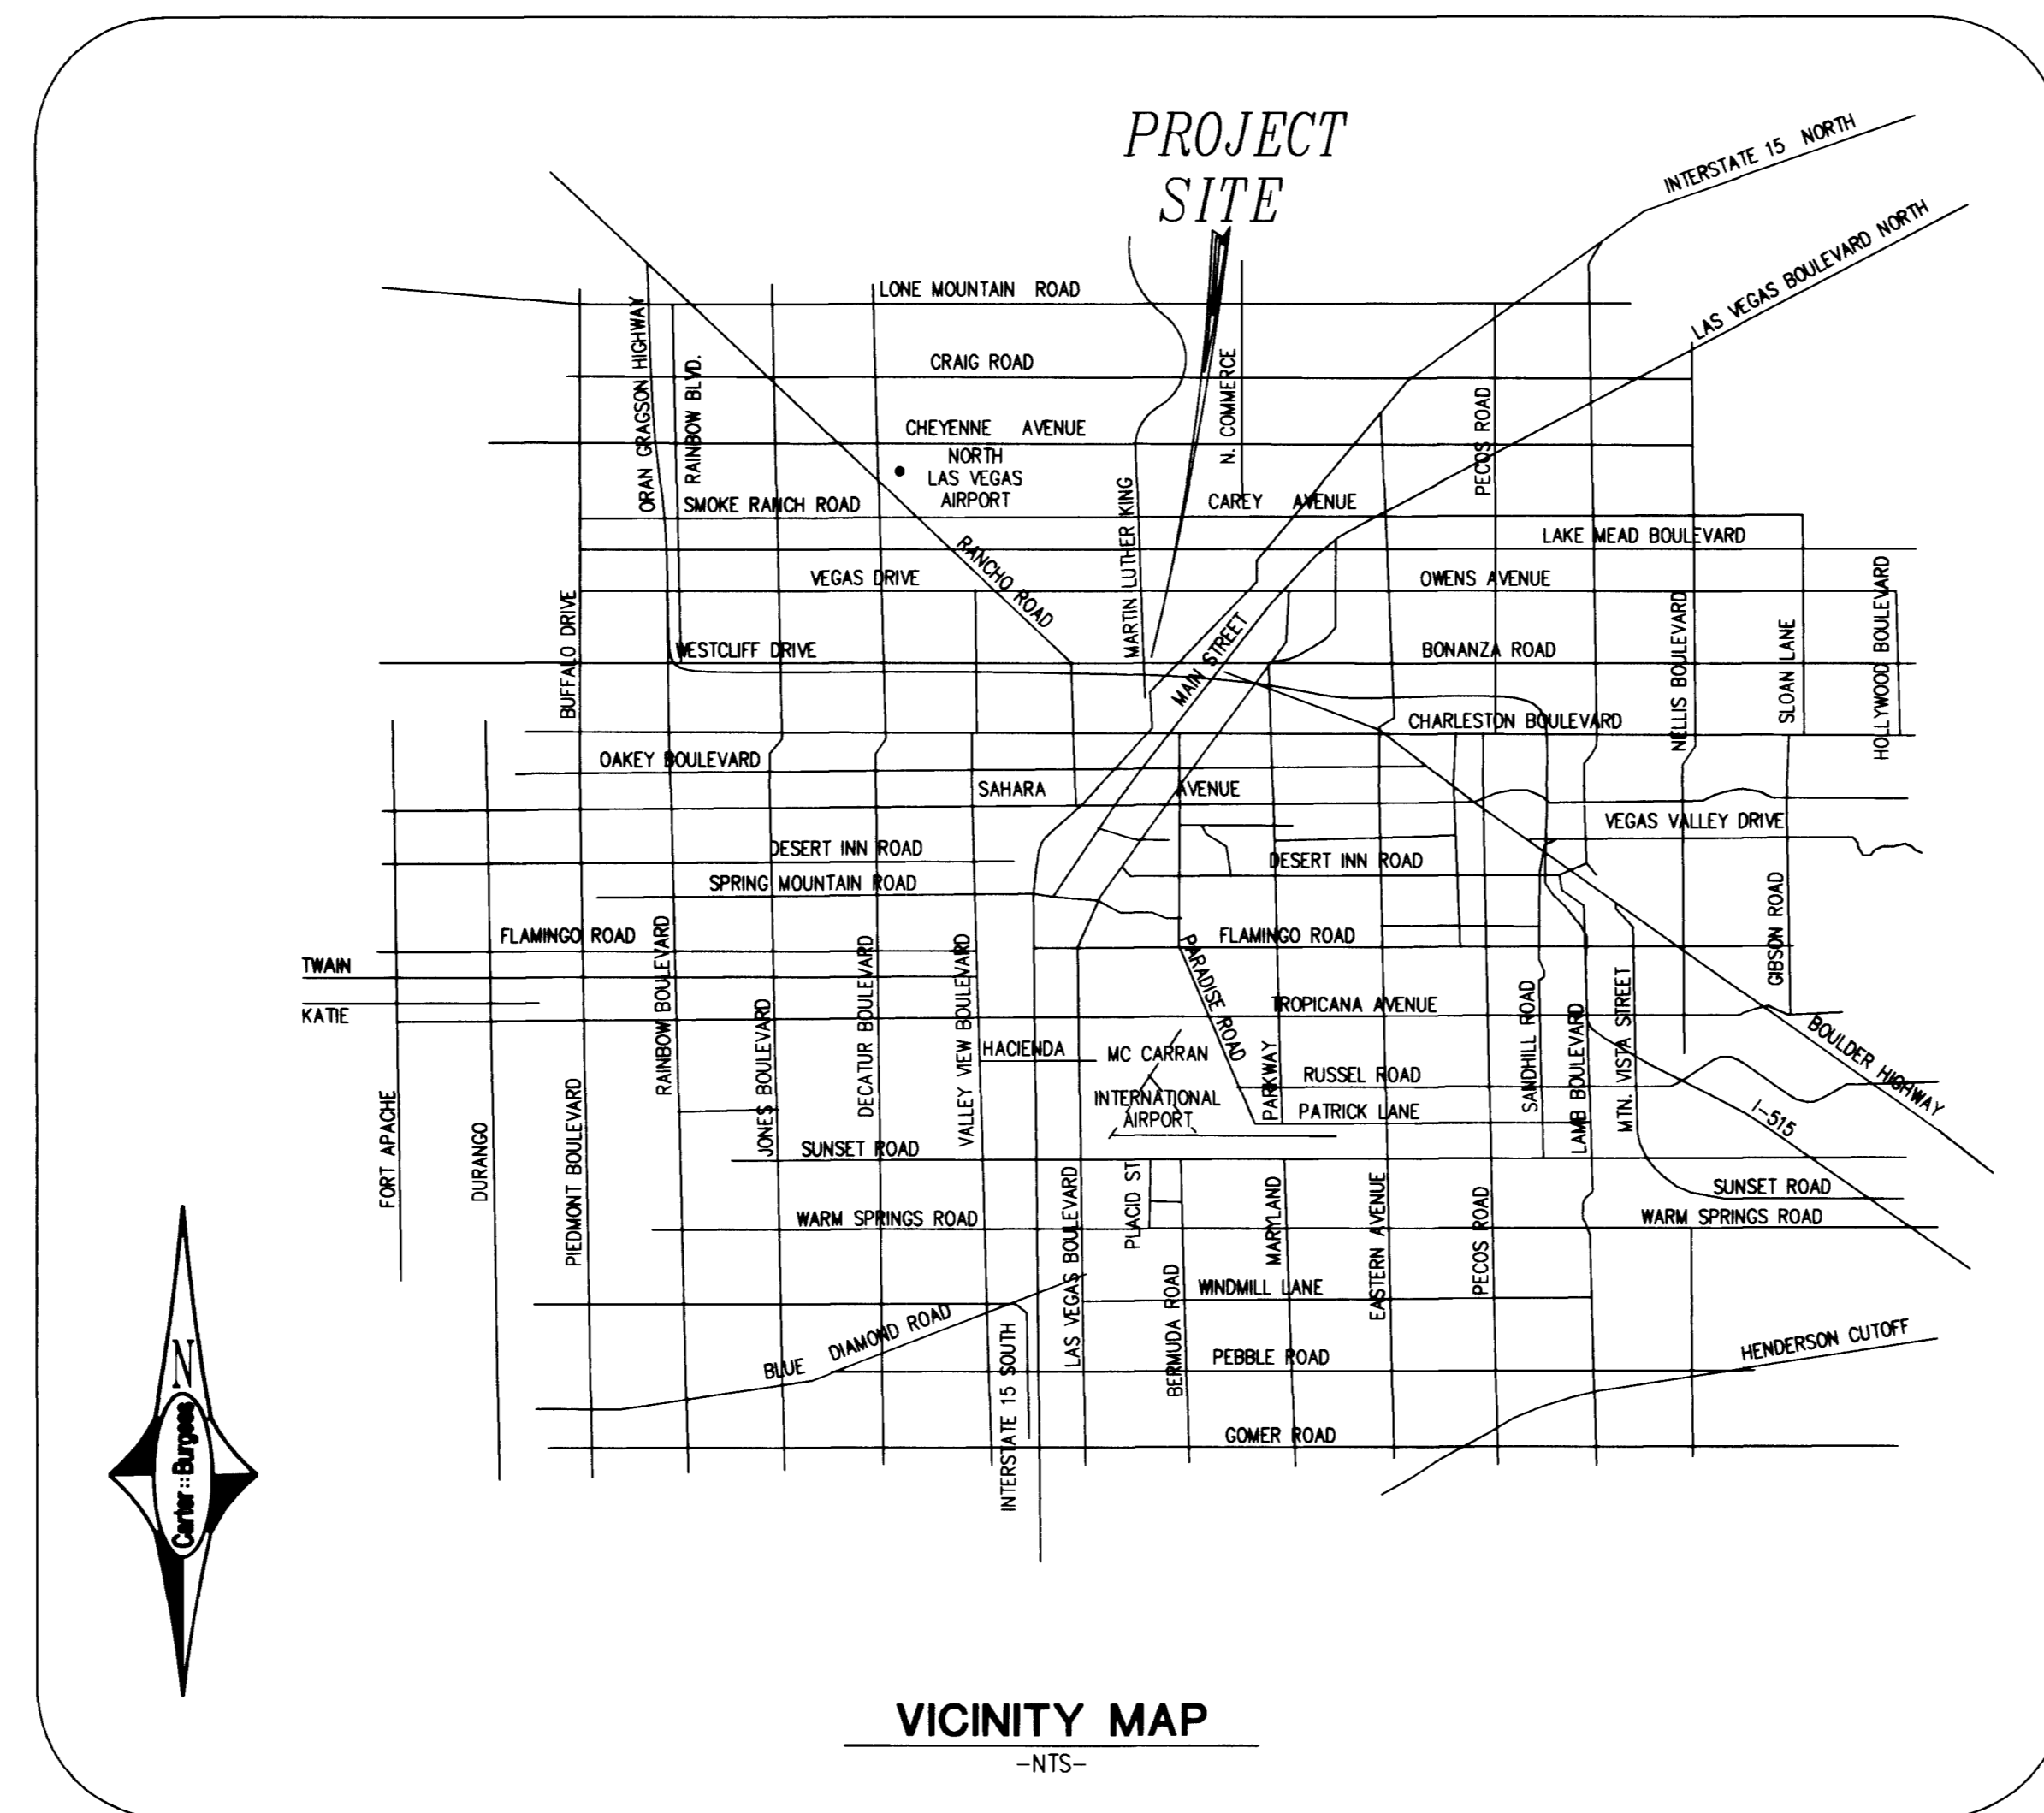 PROJECT
SITE
INTERSTATE 15 NORTH
LAS VEGAS BOULEVARD NORTH
LONE MOUNTAIN ROAD
ORAN GRAGSON HIGHWAY
RAINBOW BLVD.
CRAIG ROAD
N. COMMERCE
PECOS ROAD
CHEYENNE AVENUE
NORTH
LAS VEGAS
AIRPORT
MARTIN LUTHER KING
SMOKE RANCH ROAD
CAREY AVENUE
RANCHO ROAD
LAKE MEAD BOULEVARD
VEGAS DRIVE
OWENS AVENUE
BUFFALO DRIVE
MAIN STREET
NELLIS BOULEVARD
SLOAN LANE
HOLLYWOOD BOULEVARD
WESTCLIFF DRIVE
BONANZA ROAD
CHARLESTON BOULEVARD
OAKEY BOULEVARD
SAHARA AVENUE
VEGAS VALLEY DRIVE
DESERT INN ROAD
DESERT INN ROAD
SPRING MOUNTAIN ROAD
GIBSON ROAD
FLAMINGO ROAD
FLAMINGO ROAD
TWAIN
KATIE
RAINBOW BOULEVARD
JONES BOULEVARD
DECATUR BOULEVARD
VALLEY VIEW BOULEVARD
PARADISE ROAD
TROPICANA AVENUE
SANDHILL ROAD
LAMB BOULEVARD
MTN. VISTA STREET
BOULDER HIGHWAY
HACIENDA
MC CARRAN
INTERNATIONAL
AIRPORT
PARKWAY
RUSSEL ROAD
PATRICK LANE
I-515
FORT APACHE
DURANGO
PIEDMONT BOULEVARD
SUNSET ROAD
SUNSET ROAD
LAS VEGAS BOULEVARD
PLACID ST
MARYLAND
EASTERN AVENUE
PECOS ROAD
WARM SPRINGS ROAD
WARM SPRINGS ROAD
BERMUDA ROAD
WINDMILL LANE
BLUE DIAMOND ROAD
INTERSTATE 15 SOUTH
PEBBLE ROAD
HENDERSON CUTOFF
GOMER ROAD
N
Carter::Burgess
VICINITY MAP
-NTS-